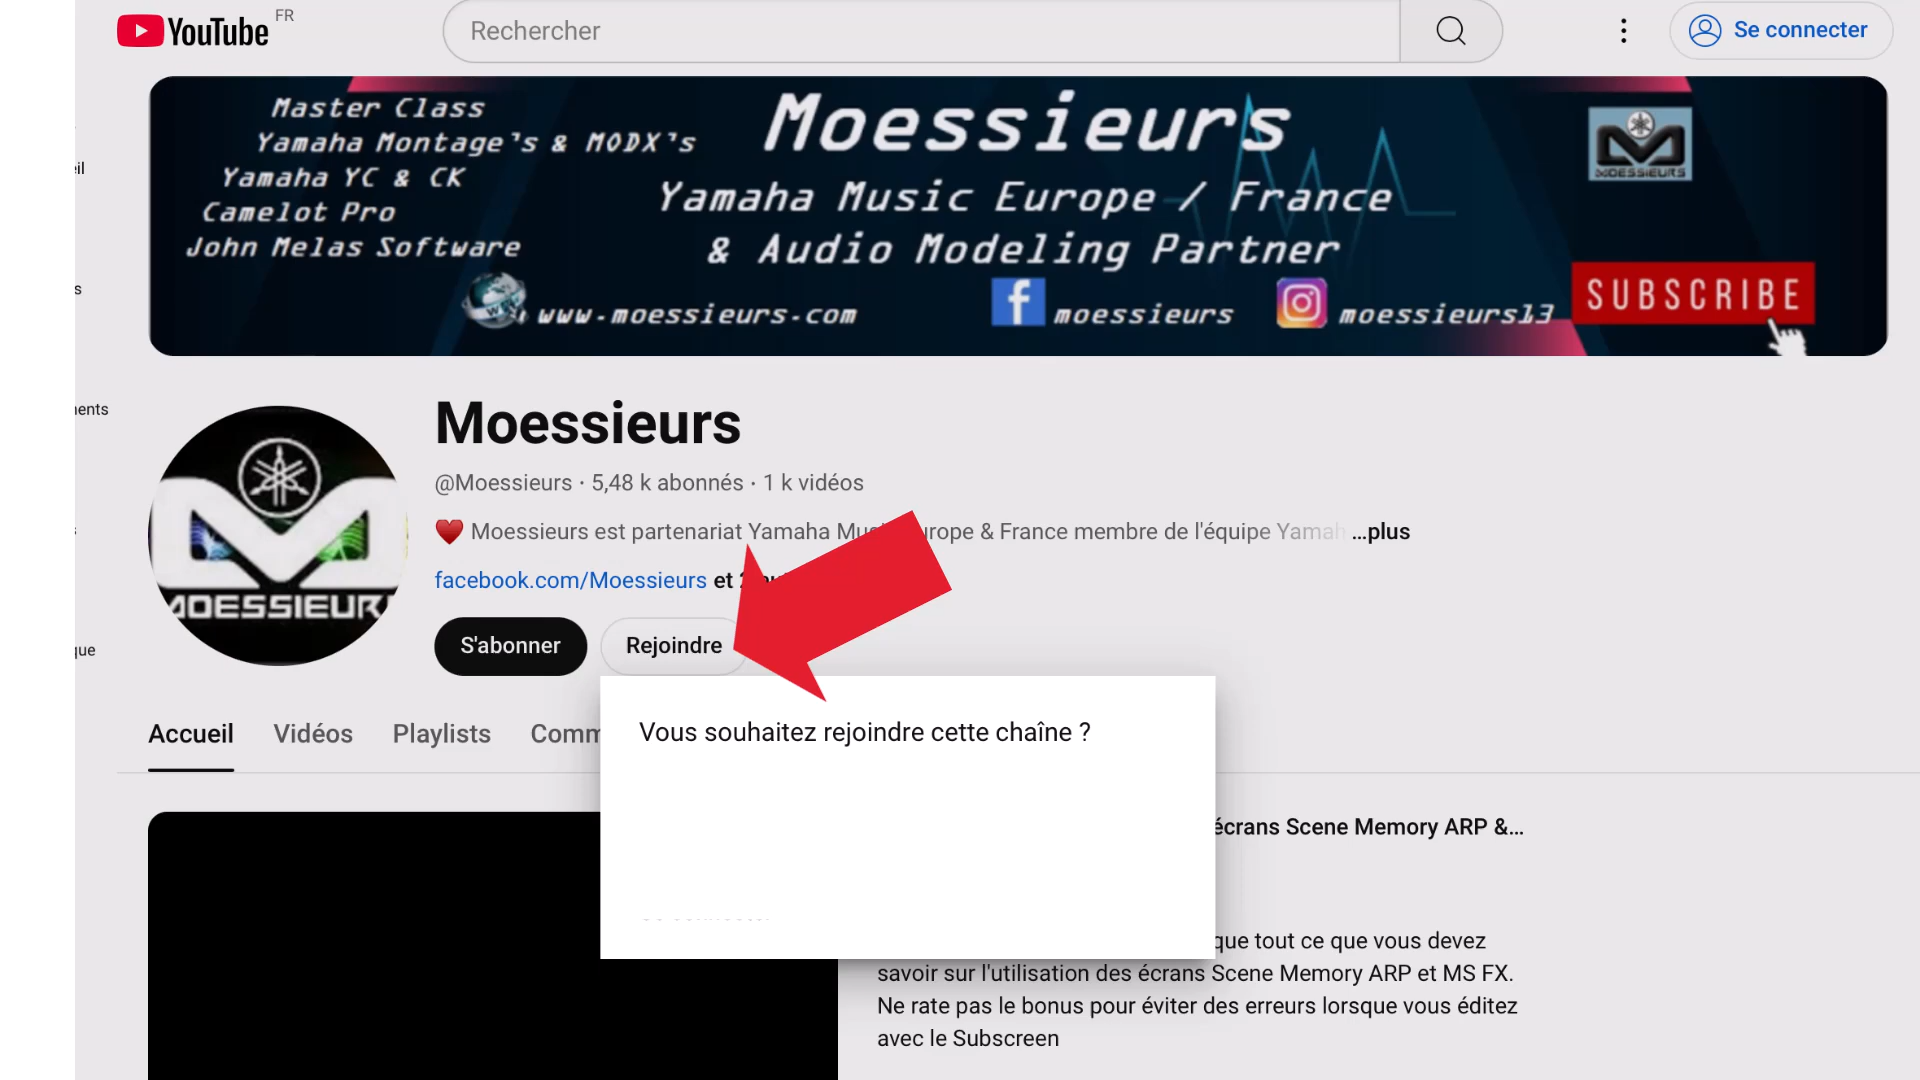 YouTube FR
Rechercher
Se connecter
Master Class
Yamaha Montage's & MODX's
Yamaha YC & CK
Camelot Pro
John Melas Software
Moessieurs
Yamaha Music Europe / France
& Audio Modeling Partner
www.moessieurs.com
moessieurs
moessieurs13
MOESSIEURS
SUBSCRIBE
Moessieurs
@Moessieurs · 5,48 k abonnés · 1 k vidéos
Moessieurs est partenariat Yamaha Europe & France membre de l'équipe Yamah ...plus
facebook.com/Moessieurs et
S'abonner
Rejoindre
Accueil
Vidéos
Playlists
Comm
Vous souhaitez rejoindre cette chaîne ?
écrans Scene Memory ARP &...
que tout ce que vous devez
savoir sur l'utilisation des écrans Scene Memory ARP et MS FX.
Ne rate pas le bonus pour éviter des erreurs lorsque vous éditez
avec le Subscreen